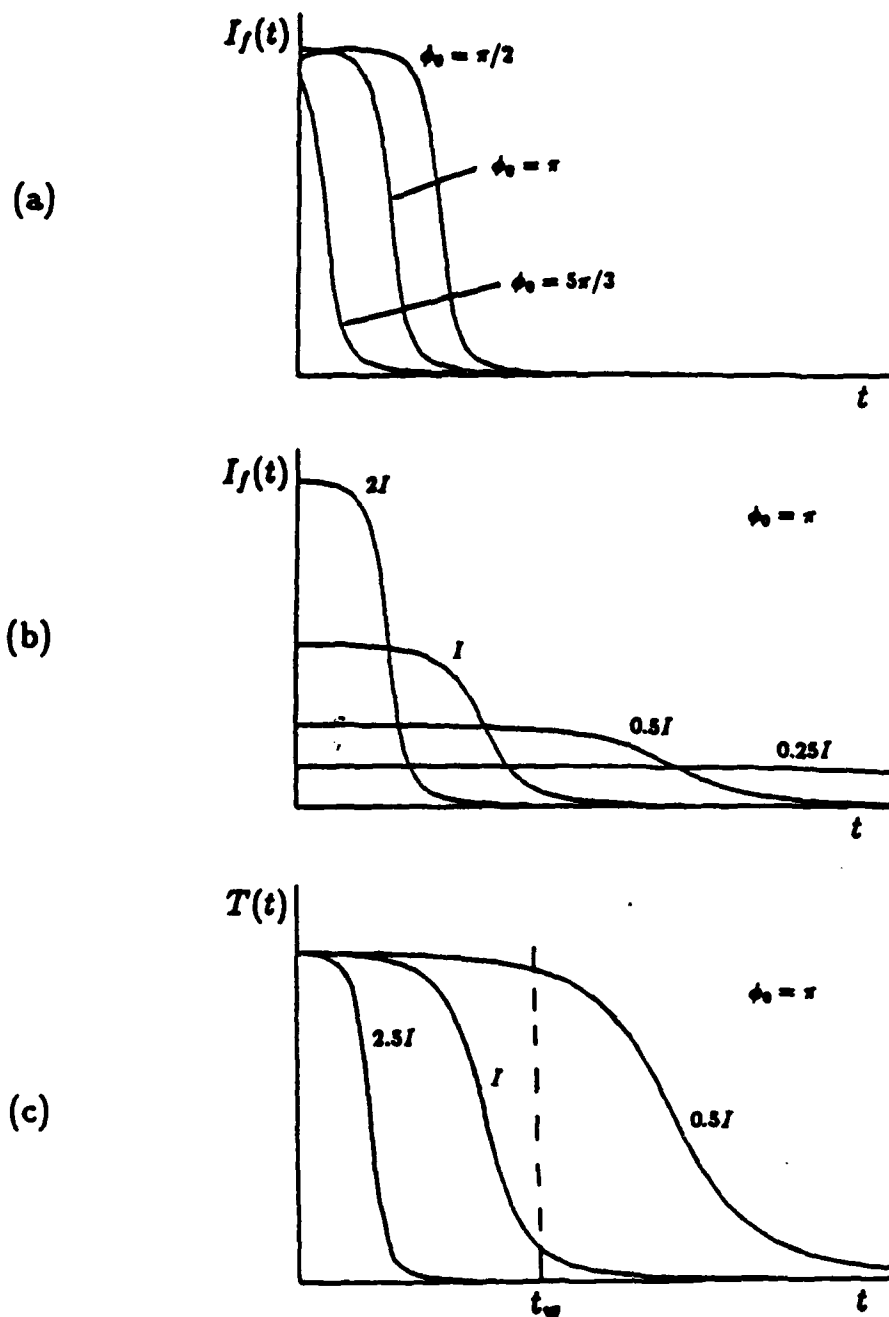 (a)
I_f(t)
ϕ₀ = π/2
ϕ₀ = π
ϕ₀ = 5π/3
t
(b)
I_f(t)
2I
ϕ₀ = π
I
0.5I
0.25I
t
(c)
T(t)
ϕ₀ = π
2.5I
I
0.5I
t_w
t